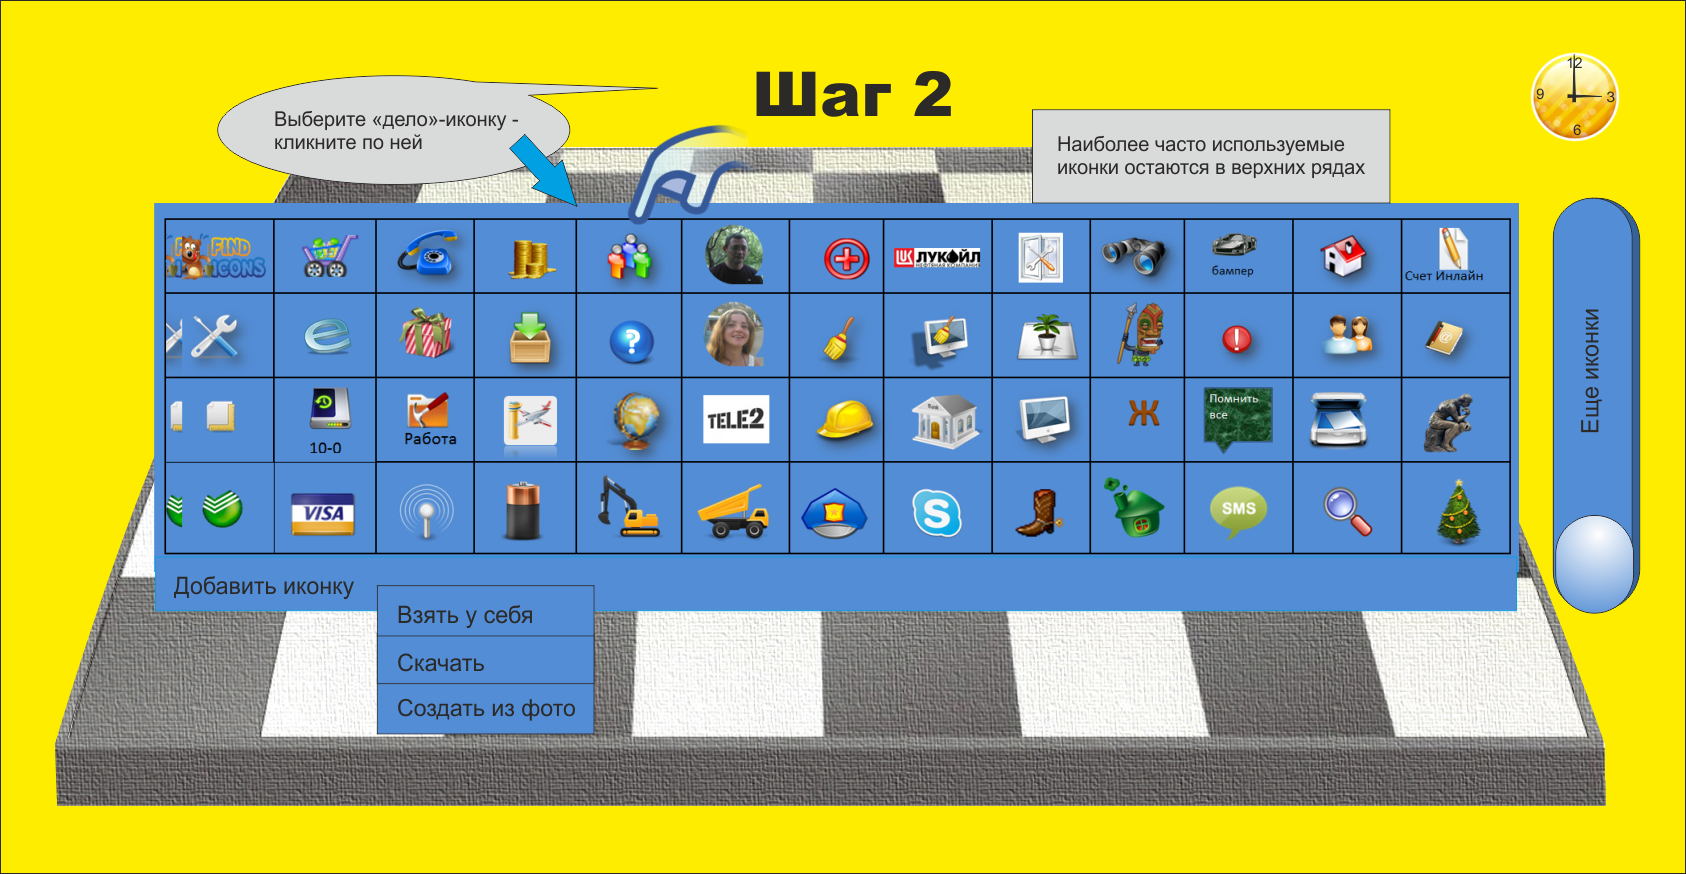 Шаг 2
Выберите «дело»-иконку -
кликните по ней
Наиболее часто используемые
иконки остаются в верхних рядах
12
9
3
6
FIND
ICONS
ЛУКОЙЛ
НЕФТЯНАЯ КОМПАНИЯ
бампер
Счет Инлайн
10-0
Работа
TELE2
Ж
Помнить
все
VISA
S
SMS
Еще иконки
Добавить иконку
Взять у себя
Скачать
Создать из фото